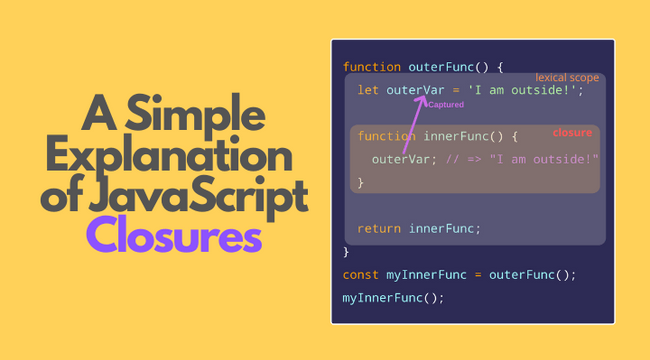 A Simple
Explanation
of JavaScript
Closures
function outerFunc() {
lexical scope
let outerVar = 'I am outside!';
Captured
function innerFunc() {
closure
outerVar; // => "I am outside!"
}
return innerFunc;
}
const myInnerFunc = outerFunc();
myInnerFunc();